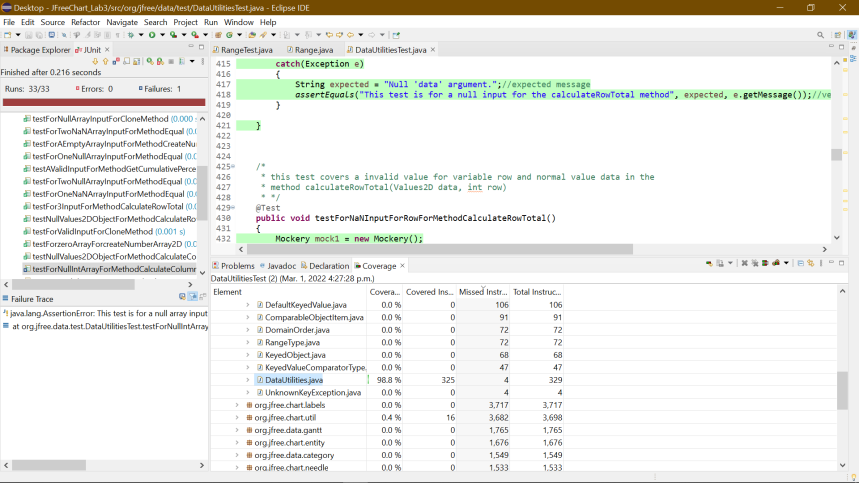 Desktop - JFreeChart_Lab3/src/org/jfree/data/test/DataUtilitiesTest.java - Eclipse IDE
File Edit Source Refactor Navigate Search Project Run Window Help
Package Explorer JUnit
Finished after 0.216 seconds
Runs: 33/33 Errors: 0 Failures: 1
testForNullArrayInputForCloneMethod (0.000
testForTwoNaNArrayInputForMethodEqual (0.0
testForAEmptyArrayInputForMethodCreateNu
testForOneNullArrayInputForMethodEqual (0.0
testAValidInputForMethodGetCumulativePerce
testForTwoNullArrayInputForMethodEqual (0.0
testForOneNaNArrayInputForMethodEqual (0.0
testFor3InputForMethodCalculateRowTotal (0.0
testNullValues2DObjectForMethodCalculateRo
testForValidInputForCloneMethod (0.001 s)
testForzeroArrayForcreateNumberArray2D (0.0
testNullValues2DObjectForMethodCalculateCo
testForNullIntArrayForMethodCalculateColumr
Failure Trace
java.lang.AssertionError: This test is for a null array input
at org.jfree.data.test.DataUtilitiesTest.testForNullIntArray
RangeTest.java Range.java DataUtilitiesTest.java
415 catch(Exception e)
416 {
417 String expected = "Null 'data' argument.";//expected message
418 assertEquals("This test is for a null input for the calculateRowTotal method", expected, e.getMessage());//ve
419 }
420
421 }
422
423
424
425 /*
426 * this test covers a invalid value for variable row and normal value data in the
427 * method calculateRowTotal(Values2D data, int row)
428 * */
429 @Test
430 public void testForNaNInputForRowForMethodCalculateRowTotal()
431 {
432 Mockery mock1 = new Mockery();
Problems Javadoc Declaration Coverage
DataUtilitiesTest (2) (Mar. 1, 2022 4:27:28 p.m.)
Element Covera... Covered Ins... Missed Instr... Total Instruc...
DefaultKeyedValue.java 0.0 % 0 106 106
ComparableObjectItem.java 0.0 % 0 91 91
DomainOrder.java 0.0 % 0 72 72
RangeType.java 0.0 % 0 72 72
KeyedObject.java 0.0 % 0 68 68
KeyedValueComparatorType. 0.0 % 0 47 47
DataUtilities.java 98.8 % 325 4 329
UnknownKeyException.java 0.0 % 0 4 4
org.jfree.chart.labels 0.0 % 0 3,717 3,717
org.jfree.chart.util 0.4 % 16 3,682 3,698
org.jfree.data.gantt 0.0 % 0 1,765 1,765
org.jfree.chart.entity 0.0 % 0 1,676 1,676
org.jfree.data.category 0.0 % 0 1,549 1,549
org.jfree.chart.needle 0.0 % 0 1,533 1,533